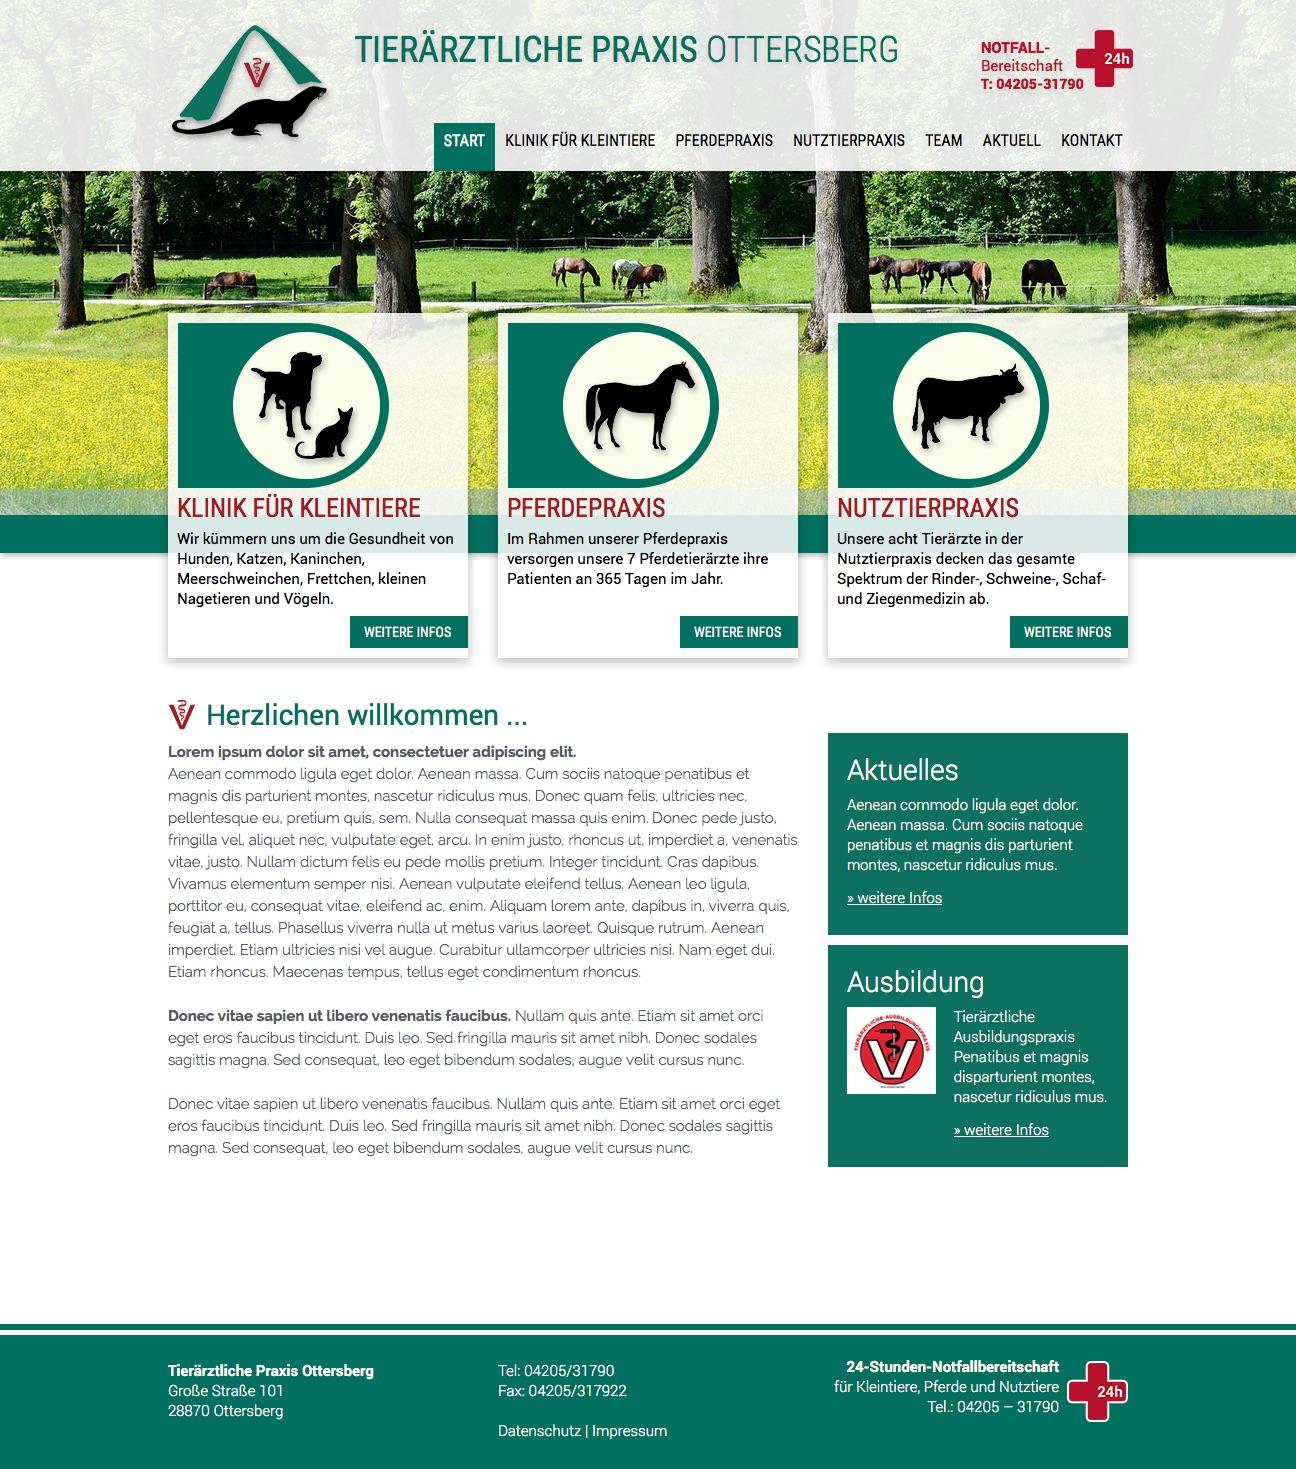 V
TIERÄRZTLICHE PRAXIS OTTERSBERG
NOTFALL-
Bereitschaft
T: 04205-31790
24h
START KLINIK FÜR KLEINTIERE PFERDEPRAXIS NUTZTIERPRAXIS TEAM AKTUELL KONTAKT
KLINIK FÜR KLEINTIERE
Wir kümmern uns um die Gesundheit von
Hunden, Katzen, Kaninchen,
Meerschweinchen, Frettchen, kleinen
Nagetieren und Vögeln.
WEITERE INFOS
PFERDEPRAXIS
Im Rahmen unserer Pferdepraxis
versorgen unsere 7 Pferdetierärzte ihre
Patienten an 365 Tagen im Jahr.
WEITERE INFOS
NUTZTIERPRAXIS
Unsere acht Tierärzte in der
Nutztierpraxis decken das gesamte
Spektrum der Rinder-, Schweine-, Schaf-
und Ziegenmedizin ab.
WEITERE INFOS
V Herzlichen willkommen ...
Lorem ipsum dolor sit amet, consectetuer adipiscing elit.
Aenean commodo ligula eget dolor. Aenean massa. Cum sociis natoque penatibus et
magnis dis parturient montes, nascetur ridiculus mus. Donec quam felis, ultricies nec,
pellentesque eu, pretium quis, sem. Nulla consequat massa quis enim. Donec pede justo,
fringilla vel, aliquet nec, vulputate eget, arcu. In enim justo, rhoncus ut, imperdiet a, venenatis
vitae, justo. Nullam dictum felis eu pede mollis pretium. Integer tincidunt. Cras dapibus.
Vivamus elementum semper nisi. Aenean vulputate eleifend tellus. Aenean leo ligula,
porttitor eu, consequat vitae, eleifend ac, enim. Aliquam lorem ante, dapibus in, viverra quis,
feugiat a, tellus. Phasellus viverra nulla ut metus varius laoreet. Quisque rutrum. Aenean
imperdiet. Etiam ultricies nisi vel augue. Curabitur ullamcorper ultricies nisi. Nam eget dui.
Etiam rhoncus. Maecenas tempus, tellus eget condimentum rhoncus.
Donec vitae sapien ut libero venenatis faucibus. Nullam quis ante. Etiam sit amet orci
eget eros faucibus tincidunt. Duis leo. Sed fringilla mauris sit amet nibh. Donec sodales
sagittis magna. Sed consequat, leo eget bibendum sodales, augue velit cursus nunc.
Donec vitae sapien ut libero venenatis faucibus. Nullam quis ante. Etiam sit amet orci eget
eros faucibus tincidunt. Duis leo. Sed fringilla mauris sit amet nibh. Donec sodales sagittis
magna. Sed consequat, leo eget bibendum sodales, augue velit cursus nunc.
Aktuelles
Aenean commodo ligula eget dolor.
Aenean massa. Cum sociis natoque
penatibus et magnis dis parturient
montes, nascetur ridiculus mus.
» weitere Infos
Ausbildung
TIERÄRZTLICHE AUSBILDUNGSPRAXIS
V
Tierärztliche
Ausbildungspraxis
Penatibus et magnis
disparturient montes,
nascetur ridiculus mus.
» weitere Infos
Tierärztliche Praxis Ottersberg
Große Straße 101
28870 Ottersberg
Tel: 04205/31790
Fax: 04205/317922
Datenschutz | Impressum
24-Stunden-Notfallbereitschaft
für Kleintiere, Pferde und Nutztiere
Tel.: 04205 – 31790
24h